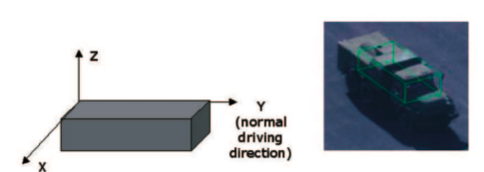 Z
Y
(normal
driving
direction)
X